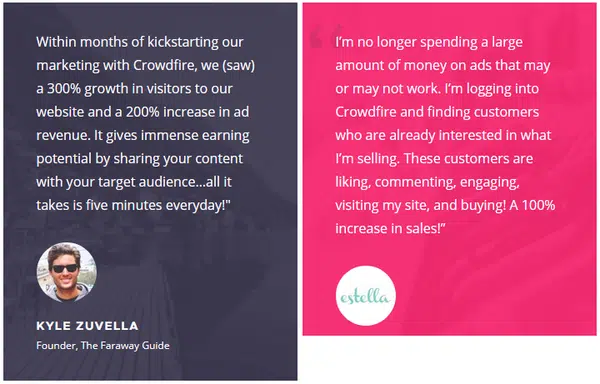 Within months of kickstarting our
marketing with Crowdfire, we (saw)
a 300% growth in visitors to our
website and a 200% increase in ad
revenue. It gives immense earning
potential by sharing your content
with your target audience...all it
takes is five minutes everyday!"
KYLE ZUVELLA
Founder, The Faraway Guide
I'm no longer spending a large
amount of money on ads that may
or may not work. I'm logging into
Crowdfire and finding customers
who are already interested in what
I'm selling. These customers are
liking, commenting, engaging,
visiting my site, and buying! A 100%
increase in sales!”
estella